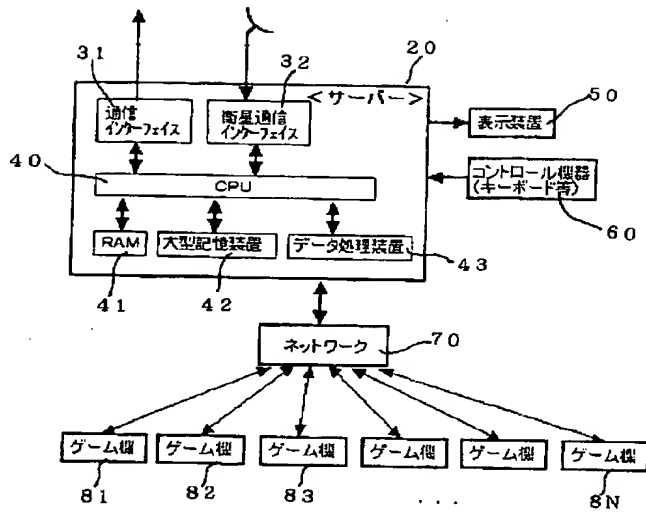 31
32
20
<サーバー>
通信
インターフェイス
衛星通信
インターフェイス
50
表示装置
40
CPU
コントロール機器
(キーボード等)
60
RAM
大型記憶装置
データ処理装置
43
41
42
ネットワーク
70
ゲーム機
ゲーム機
ゲーム機
ゲーム機
ゲーム機
ゲーム機
81
82
83
...
8N